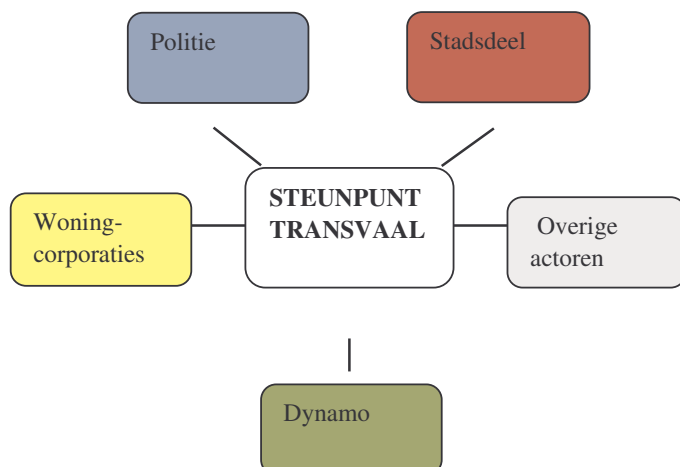 Politie
Stadsdeel
STEUNPUNT
TRANSVAAL
Woning-
corporaties
Overige
actoren
Dynamo